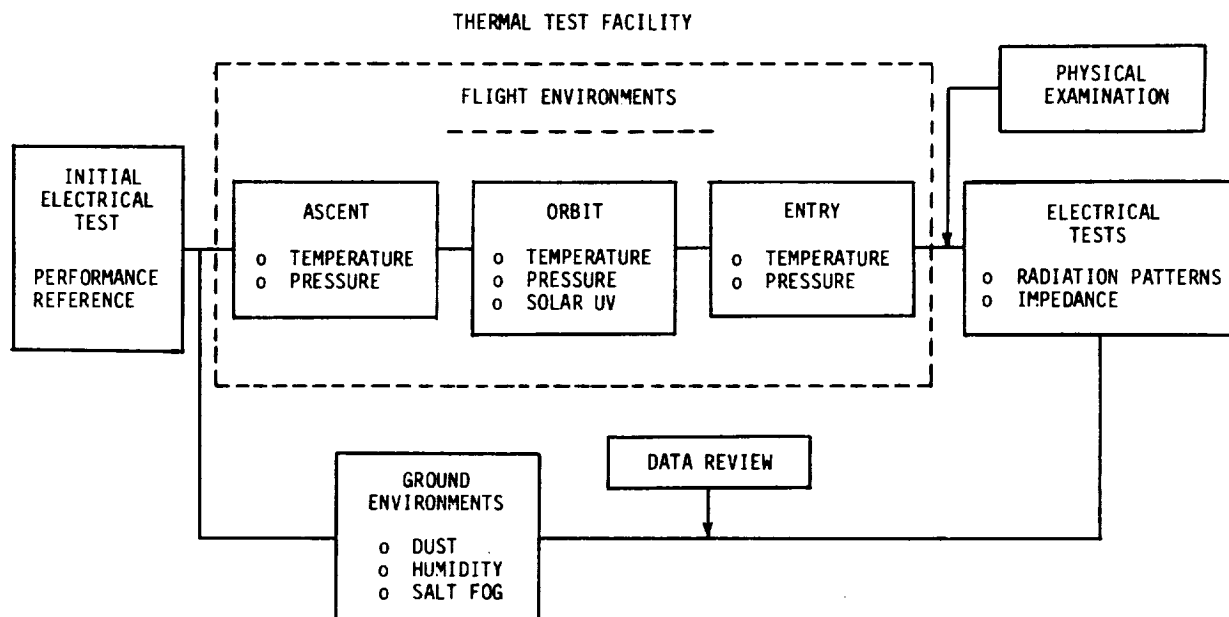 THERMAL TEST FACILITY
FLIGHT ENVIRONMENTS
PHYSICAL
EXAMINATION
INITIAL
ELECTRICAL
TEST
PERFORMANCE
REFERENCE
ASCENT
o TEMPERATURE
o PRESSURE
ORBIT
o TEMPERATURE
o PRESSURE
o SOLAR UV
ENTRY
o TEMPERATURE
o PRESSURE
ELECTRICAL
TESTS
o RADIATION PATTERNS
o IMPEDANCE
DATA REVIEW
GROUND
ENVIRONMENTS
o DUST
o HUMIDITY
o SALT FOG